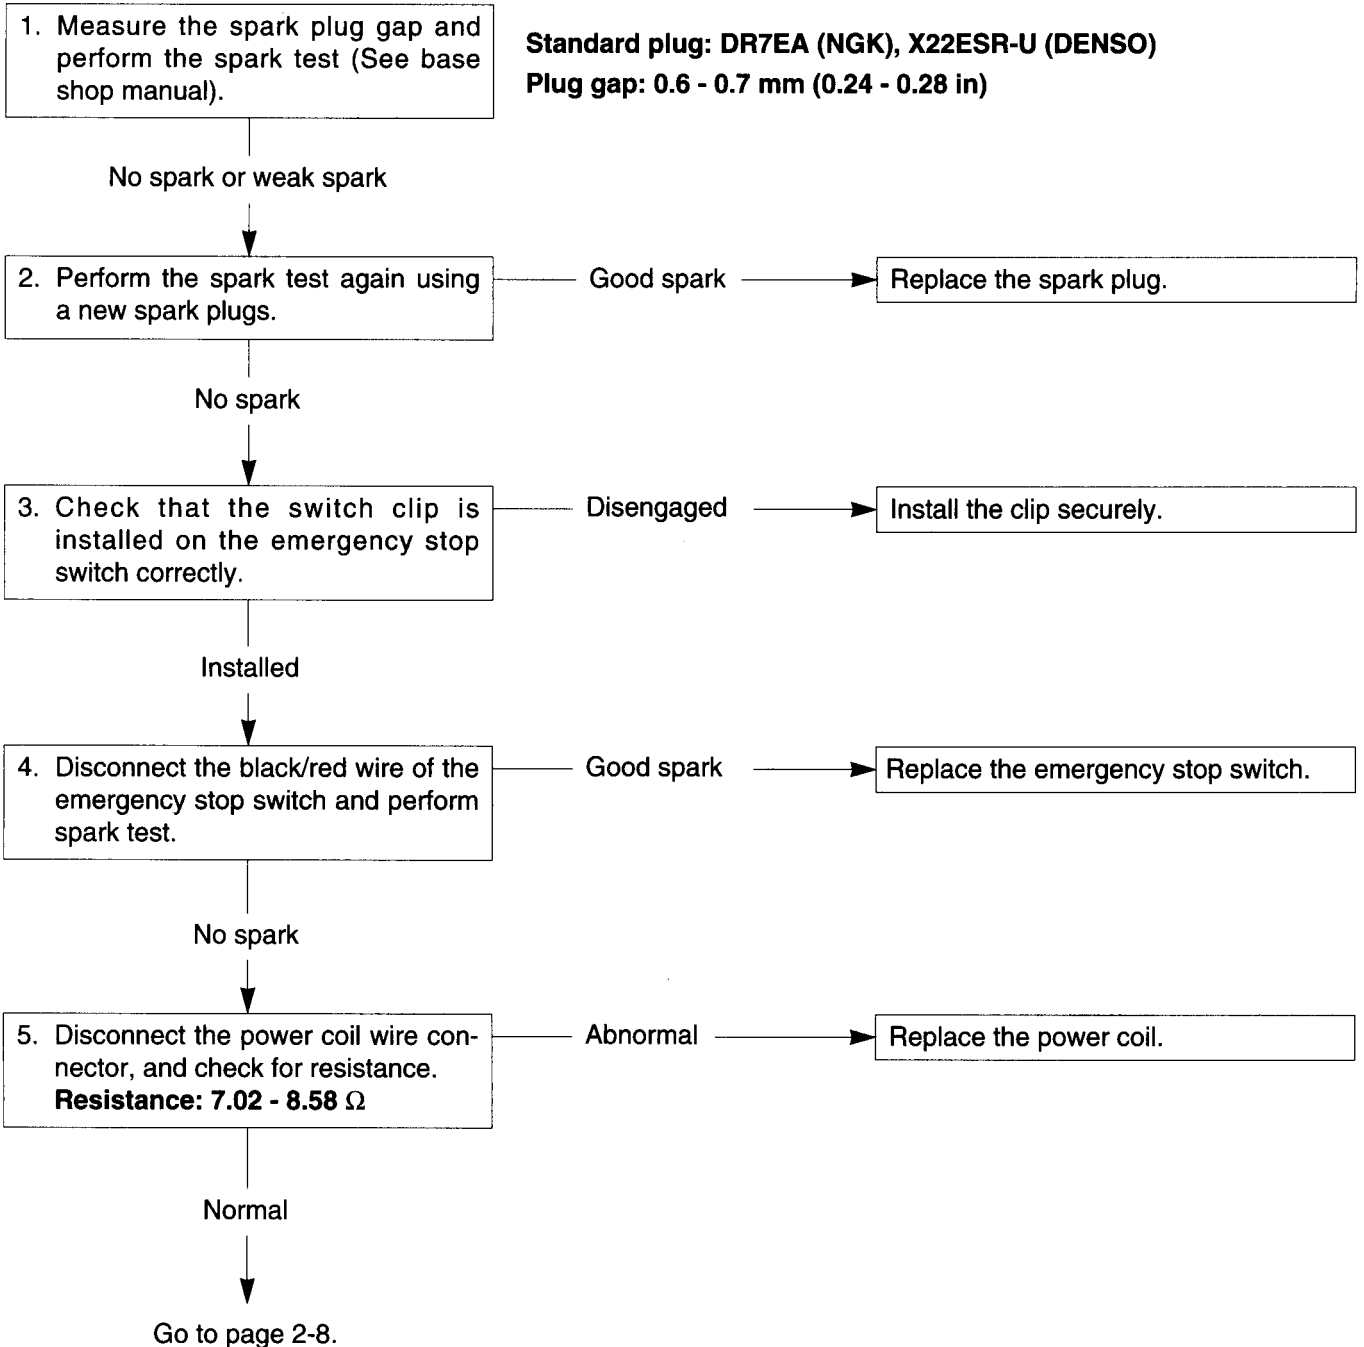 1. Measure the spark plug gap and
perform the spark test (See base
shop manual).
Standard plug: DR7EA (NGK), X22ESR-U (DENSO)
Plug gap: 0.6 - 0.7 mm (0.24 - 0.28 in)
No spark or weak spark
2. Perform the spark test again using
a new spark plugs.
Good spark
Replace the spark plug.
No spark
3. Check that the switch clip is
installed on the emergency stop
switch correctly.
Disengaged
Install the clip securely.
Installed
4. Disconnect the black/red wire of the
emergency stop switch and perform
spark test.
Good spark
Replace the emergency stop switch.
No spark
5. Disconnect the power coil wire con-
nector, and check for resistance.
Resistance: 7.02 - 8.58 Ω
Abnormal
Replace the power coil.
Normal
Go to page 2-8.